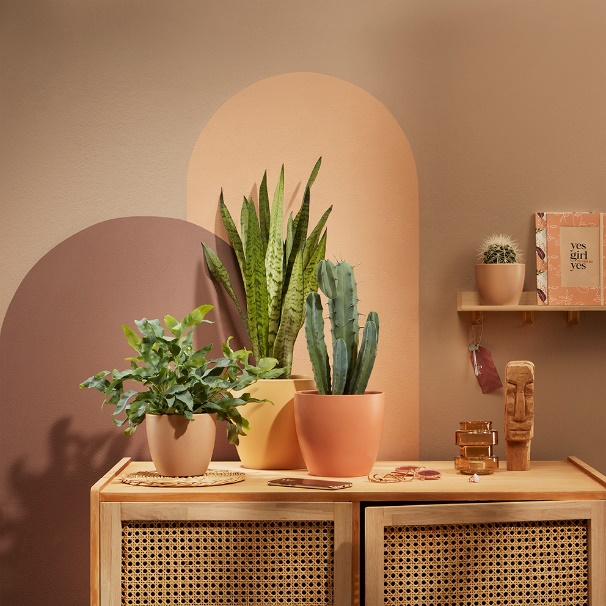 yes
girl
yes